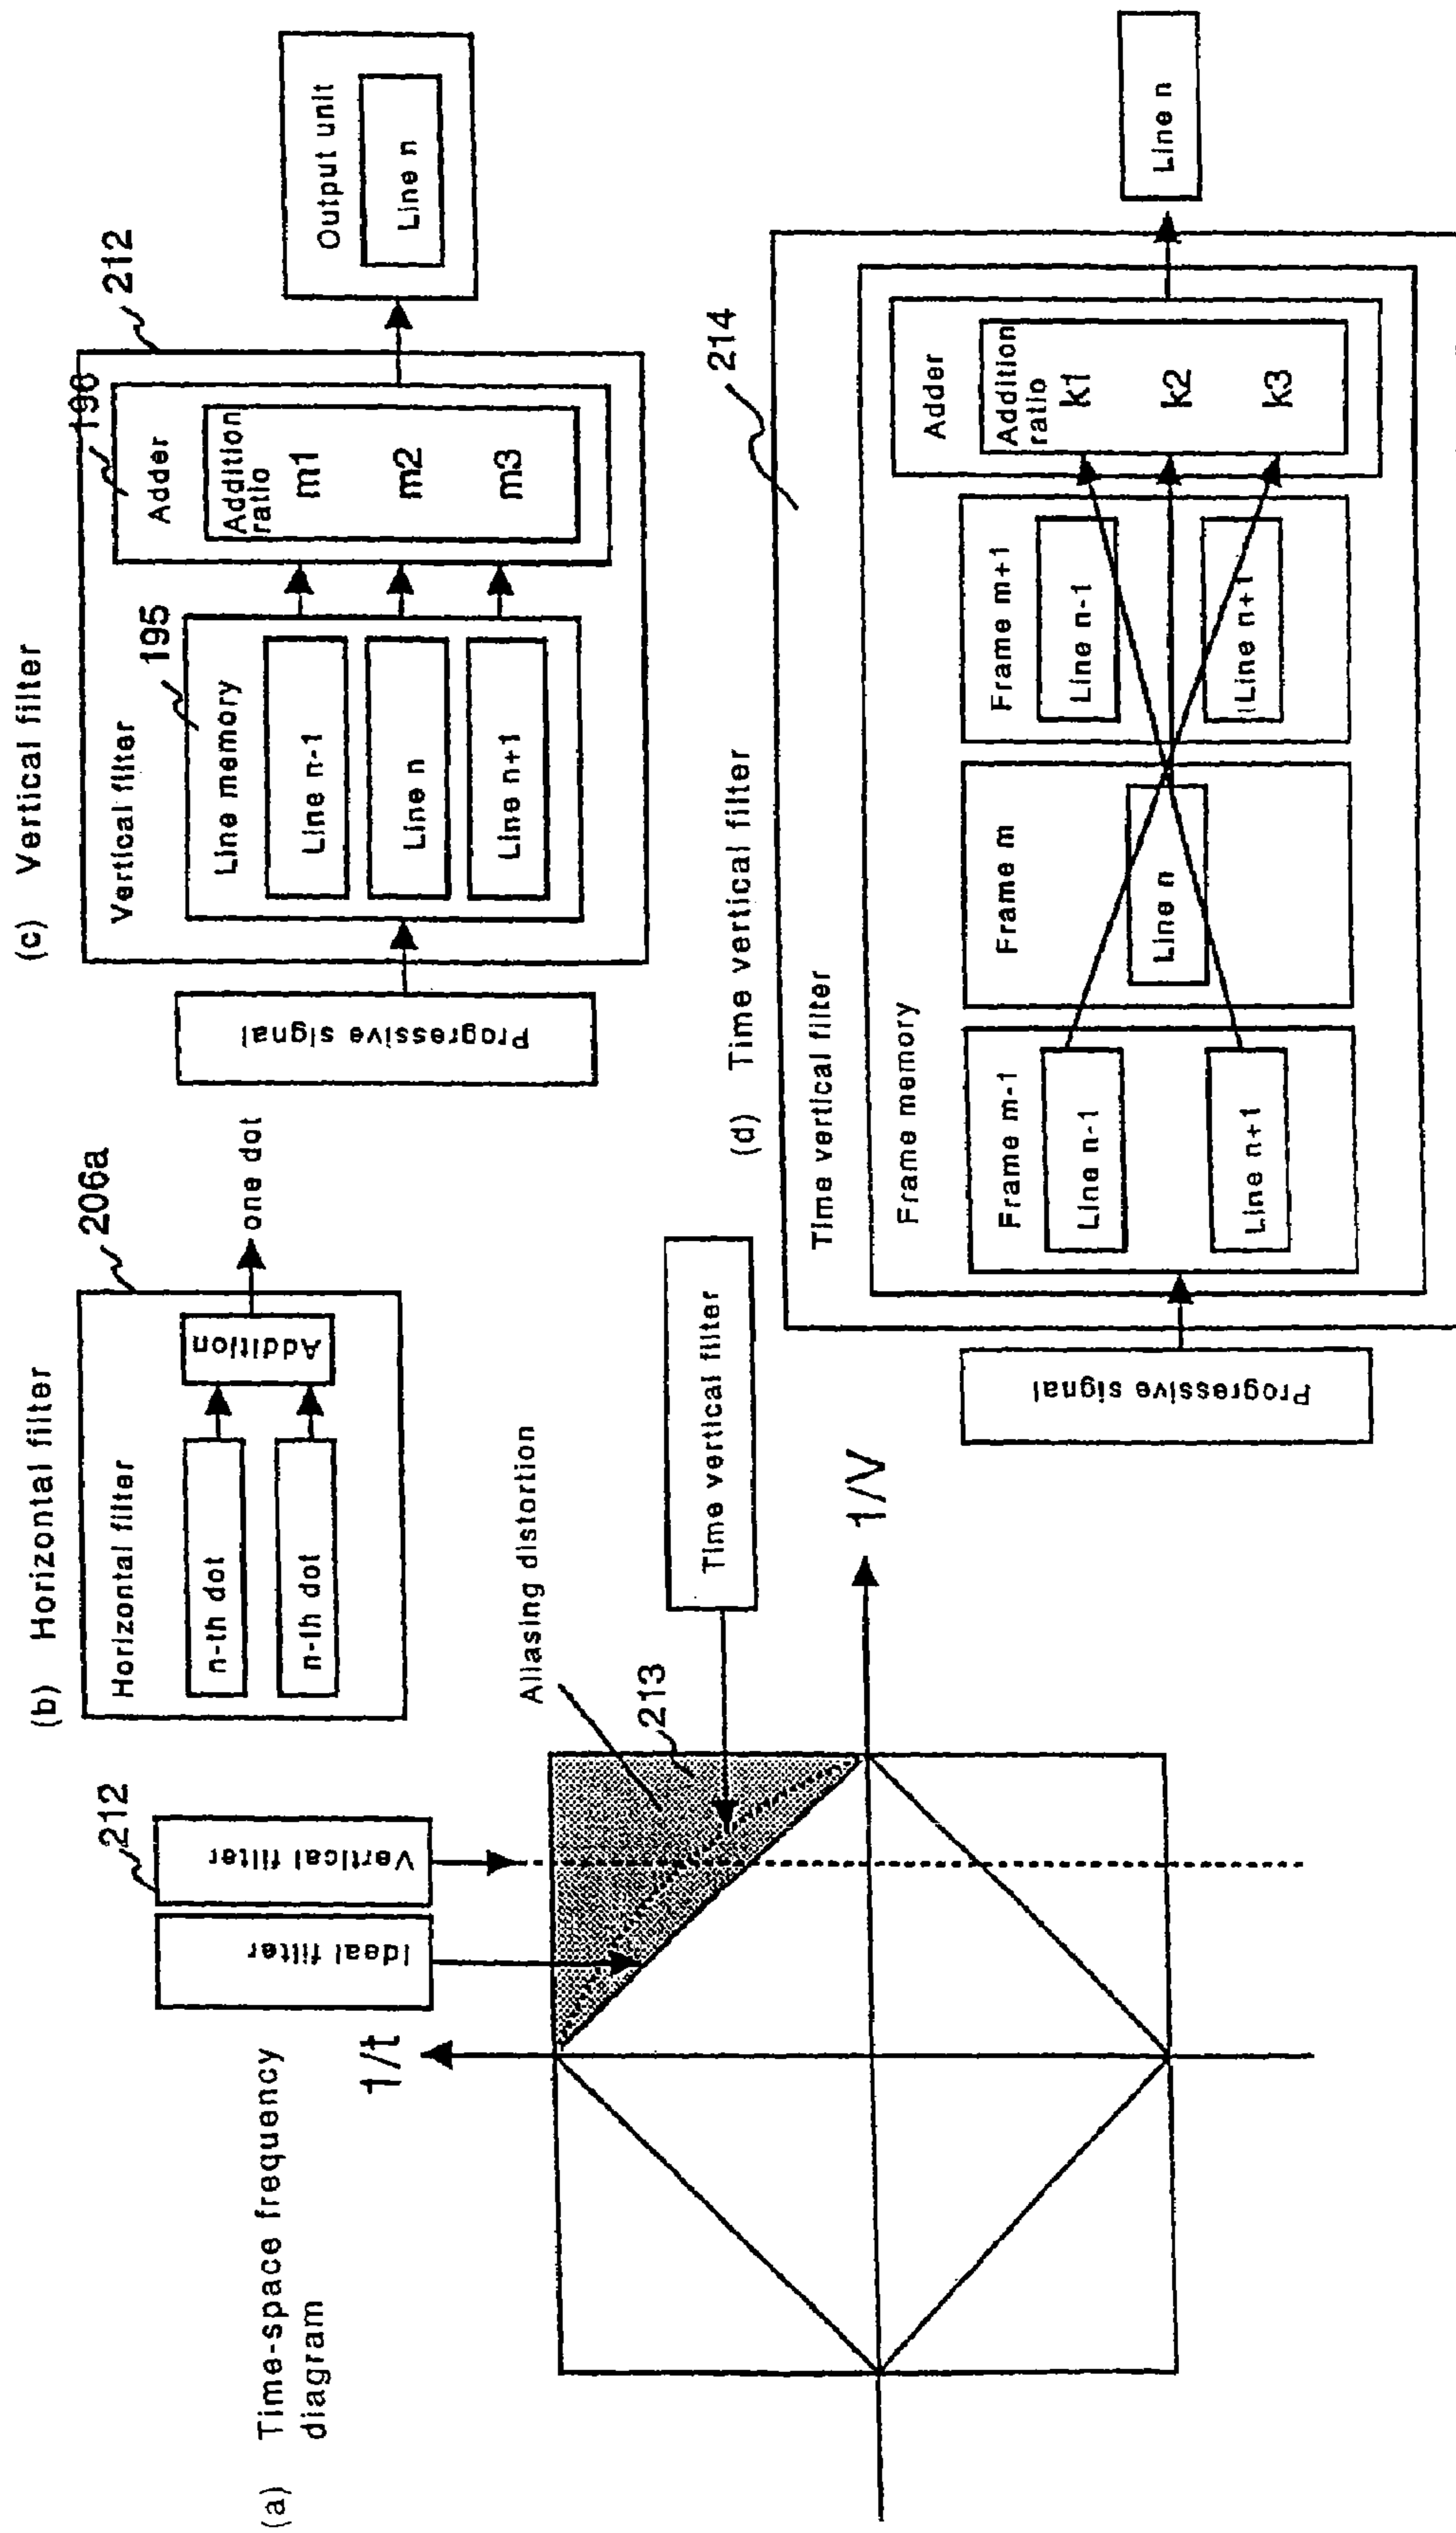 (a) Time-space frequency
diagram
1/t
1/V
Ideal filter
Vertical filter
212
Aliasing distortion
213
Time vertical filter
(b) Horizontal filter
206a
Horizontal filter
n-th dot
n-th dot
Addition
one dot
(c) Vertical filter
212
Progressive signal
Vertical filter
195
Line memory
Line n-1
Line n
Line n+1
196
Adder
Addition
ratio
m1
m2
m3
Output unit
Line n
(d) Time vertical filter
214
Progressive signal
Time vertical filter
Frame memory
Frame m-1
Line n-1
Line n+1
Frame m
Line n
Frame m+1
Line n-1
Line n+1
Adder
Addition
ratio
k1
k2
k3
Line n